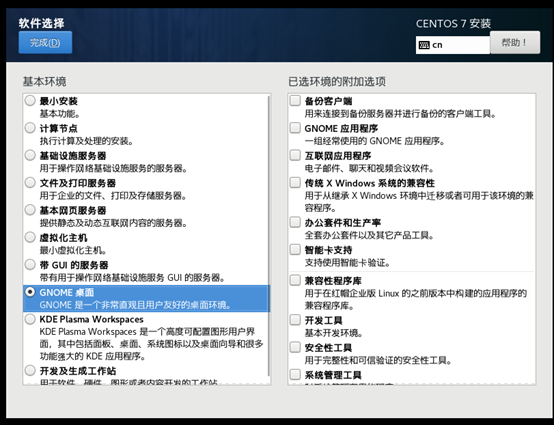 软件选择
CENTOS 7 安装
完成(D)
cn
帮助！
基本环境
最小安装
基本功能。
计算节点
执行计算及处理的安装。
基础设施服务器
用于操作网络基础设施服务的服务器。
文件及打印服务器
用于企业的文件、打印及存储服务器。
基本网页服务器
提供静态及动态互联网内容的服务器。
虚拟化主机
最小虚拟化主机。
带 GUI 的服务器
带有用于操作网络基础设施服务 GUI 的服务器。
GNOME 桌面
GNOME 是一个非常直观且用户友好的桌面环境。
KDE Plasma Workspaces
KDE Plasma Workspaces 是一个高度可配置图形用户界
面，其中包括面板、桌面、系统图标以及桌面向导和很多
功能强大的 KDE 应用程序。
开发及生成工作站
用于软件、硬件、图形或者内容开发的工作站。
已选环境的附加选项
备份客户端
用来连接到备份服务器并进行备份的客户端工具。
GNOME 应用程序
一组经常使用的 GNOME 应用程序。
互联网应用程序
电子邮件、聊天和视频会议软件。
传统 X Windows 系统的兼容性
用于从继承 X Windows 环境中迁移或者可用于该环境的兼
容程序。
办公套件和生产率
全套办公套件以及其它产品工具。
智能卡支持
支持使用智能卡验证。
兼容性程序库
用于在红帽企业版 Linux 的之前版本中构建的应用程序的
兼容程序库。
开发工具
基本开发环境。
安全性工具
用于完整性和可信验证的安全性工具。
系统管理工具